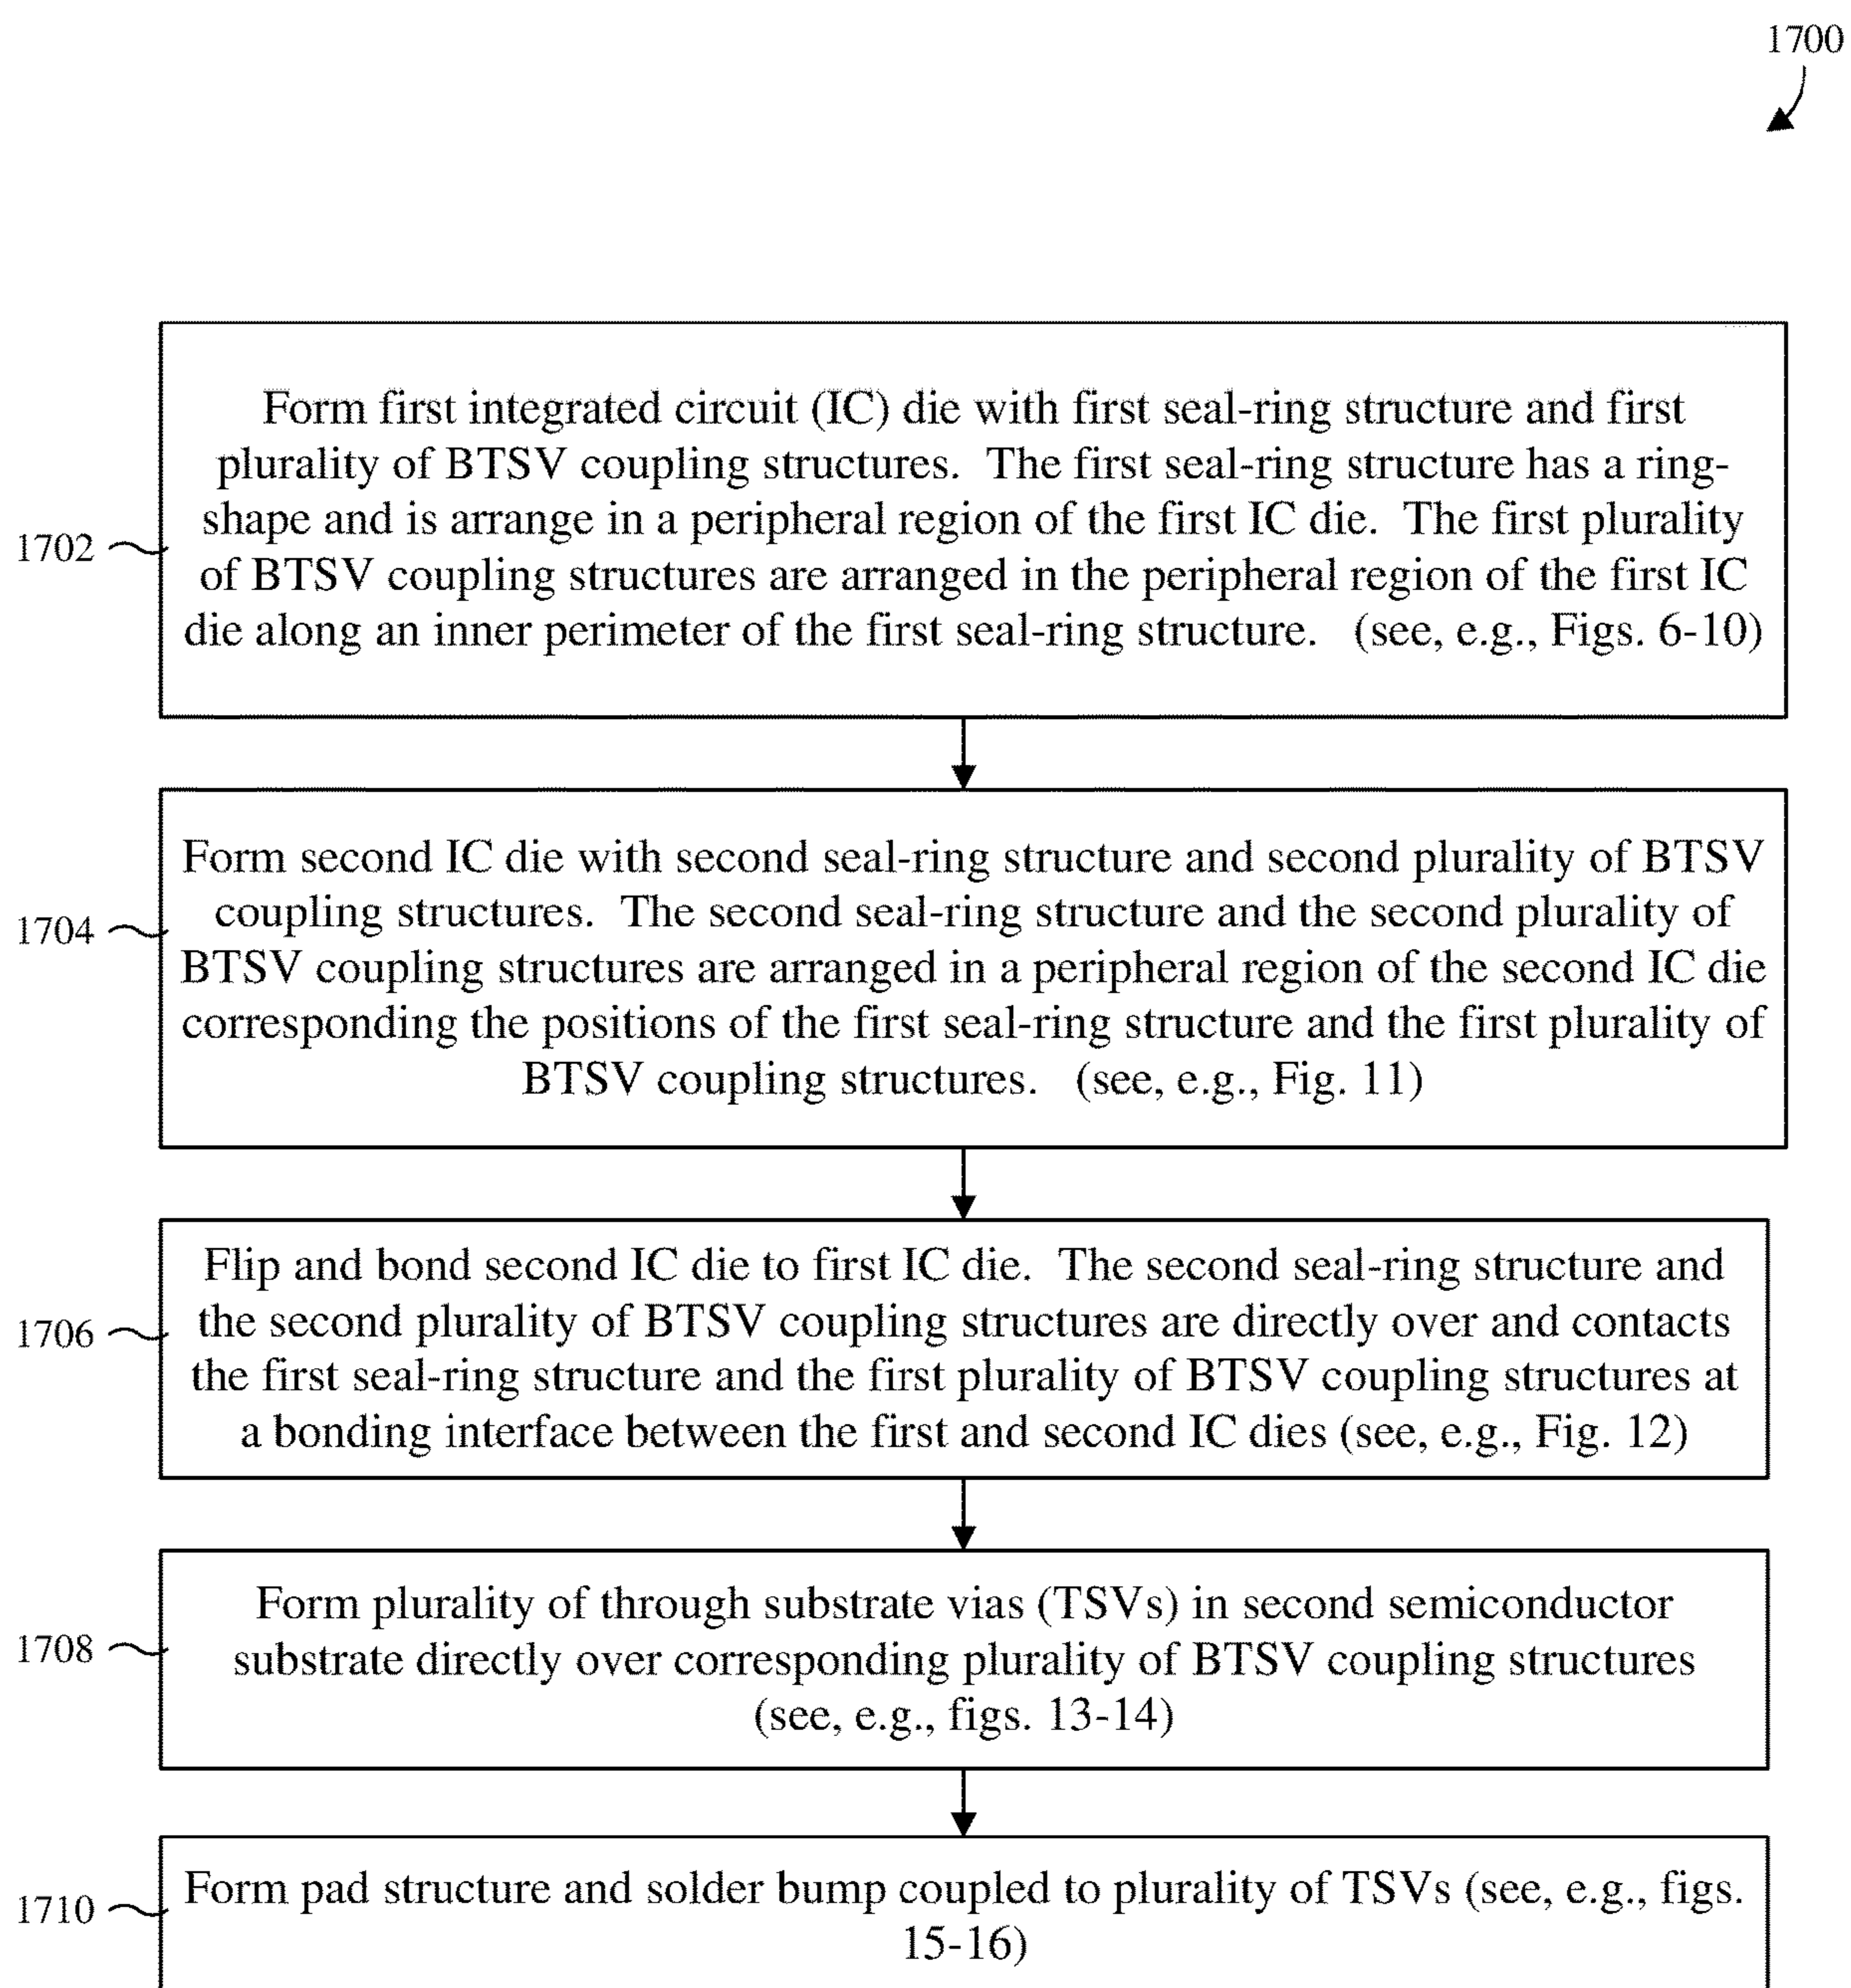 1700
Form first integrated circuit (IC) die with first seal-ring structure and first
plurality of BTSV coupling structures. The first seal-ring structure has a ring-
shape and is arrange in a peripheral region of the first IC die. The first plurality
1702
of BTSV coupling structures are arranged in the peripheral region of the first IC
die along an inner perimeter of the first seal-ring structure. (see, e.g., Figs. 6-10)
Form second IC die with second seal-ring structure and second plurality of BTSV
coupling structures. The second seal-ring structure and the second plurality of
1704
BTSV coupling structures are arranged in a peripheral region of the second IC die
corresponding the positions of the first seal-ring structure and the first plurality of
BTSV coupling structures. (see, e.g., Fig. 11)
Flip and bond second IC die to first IC die. The second seal-ring structure and
the second plurality of BTSV coupling structures are directly over and contacts
1706
the first seal-ring structure and the first plurality of BTSV coupling structures at
a bonding interface between the first and second IC dies (see, e.g., Fig. 12)
Form plurality of through substrate vias (TSVs) in second semiconductor
1708
substrate directly over corresponding plurality of BTSV coupling structures
(see, e.g., figs. 13-14)
Form pad structure and solder bump coupled to plurality of TSVs (see, e.g., figs.
1710
15-16)